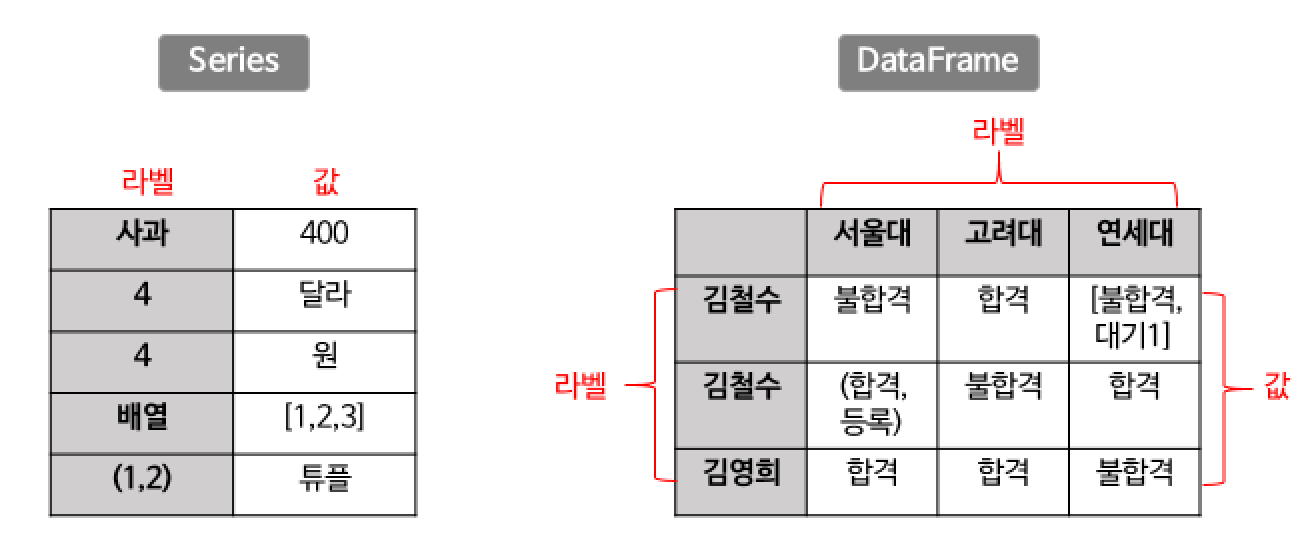 Series
라벨 값
사과 400
4 달라
4 원
배열 [1,2,3]
(1,2) 튜플
DataFrame
라벨
서울대 고려대 연세대
김철수 불합격 합격 [불합격,
대기1]
라벨
김철수 (합격, 불합격 합격
등록)
값
김영희 합격 합격 불합격